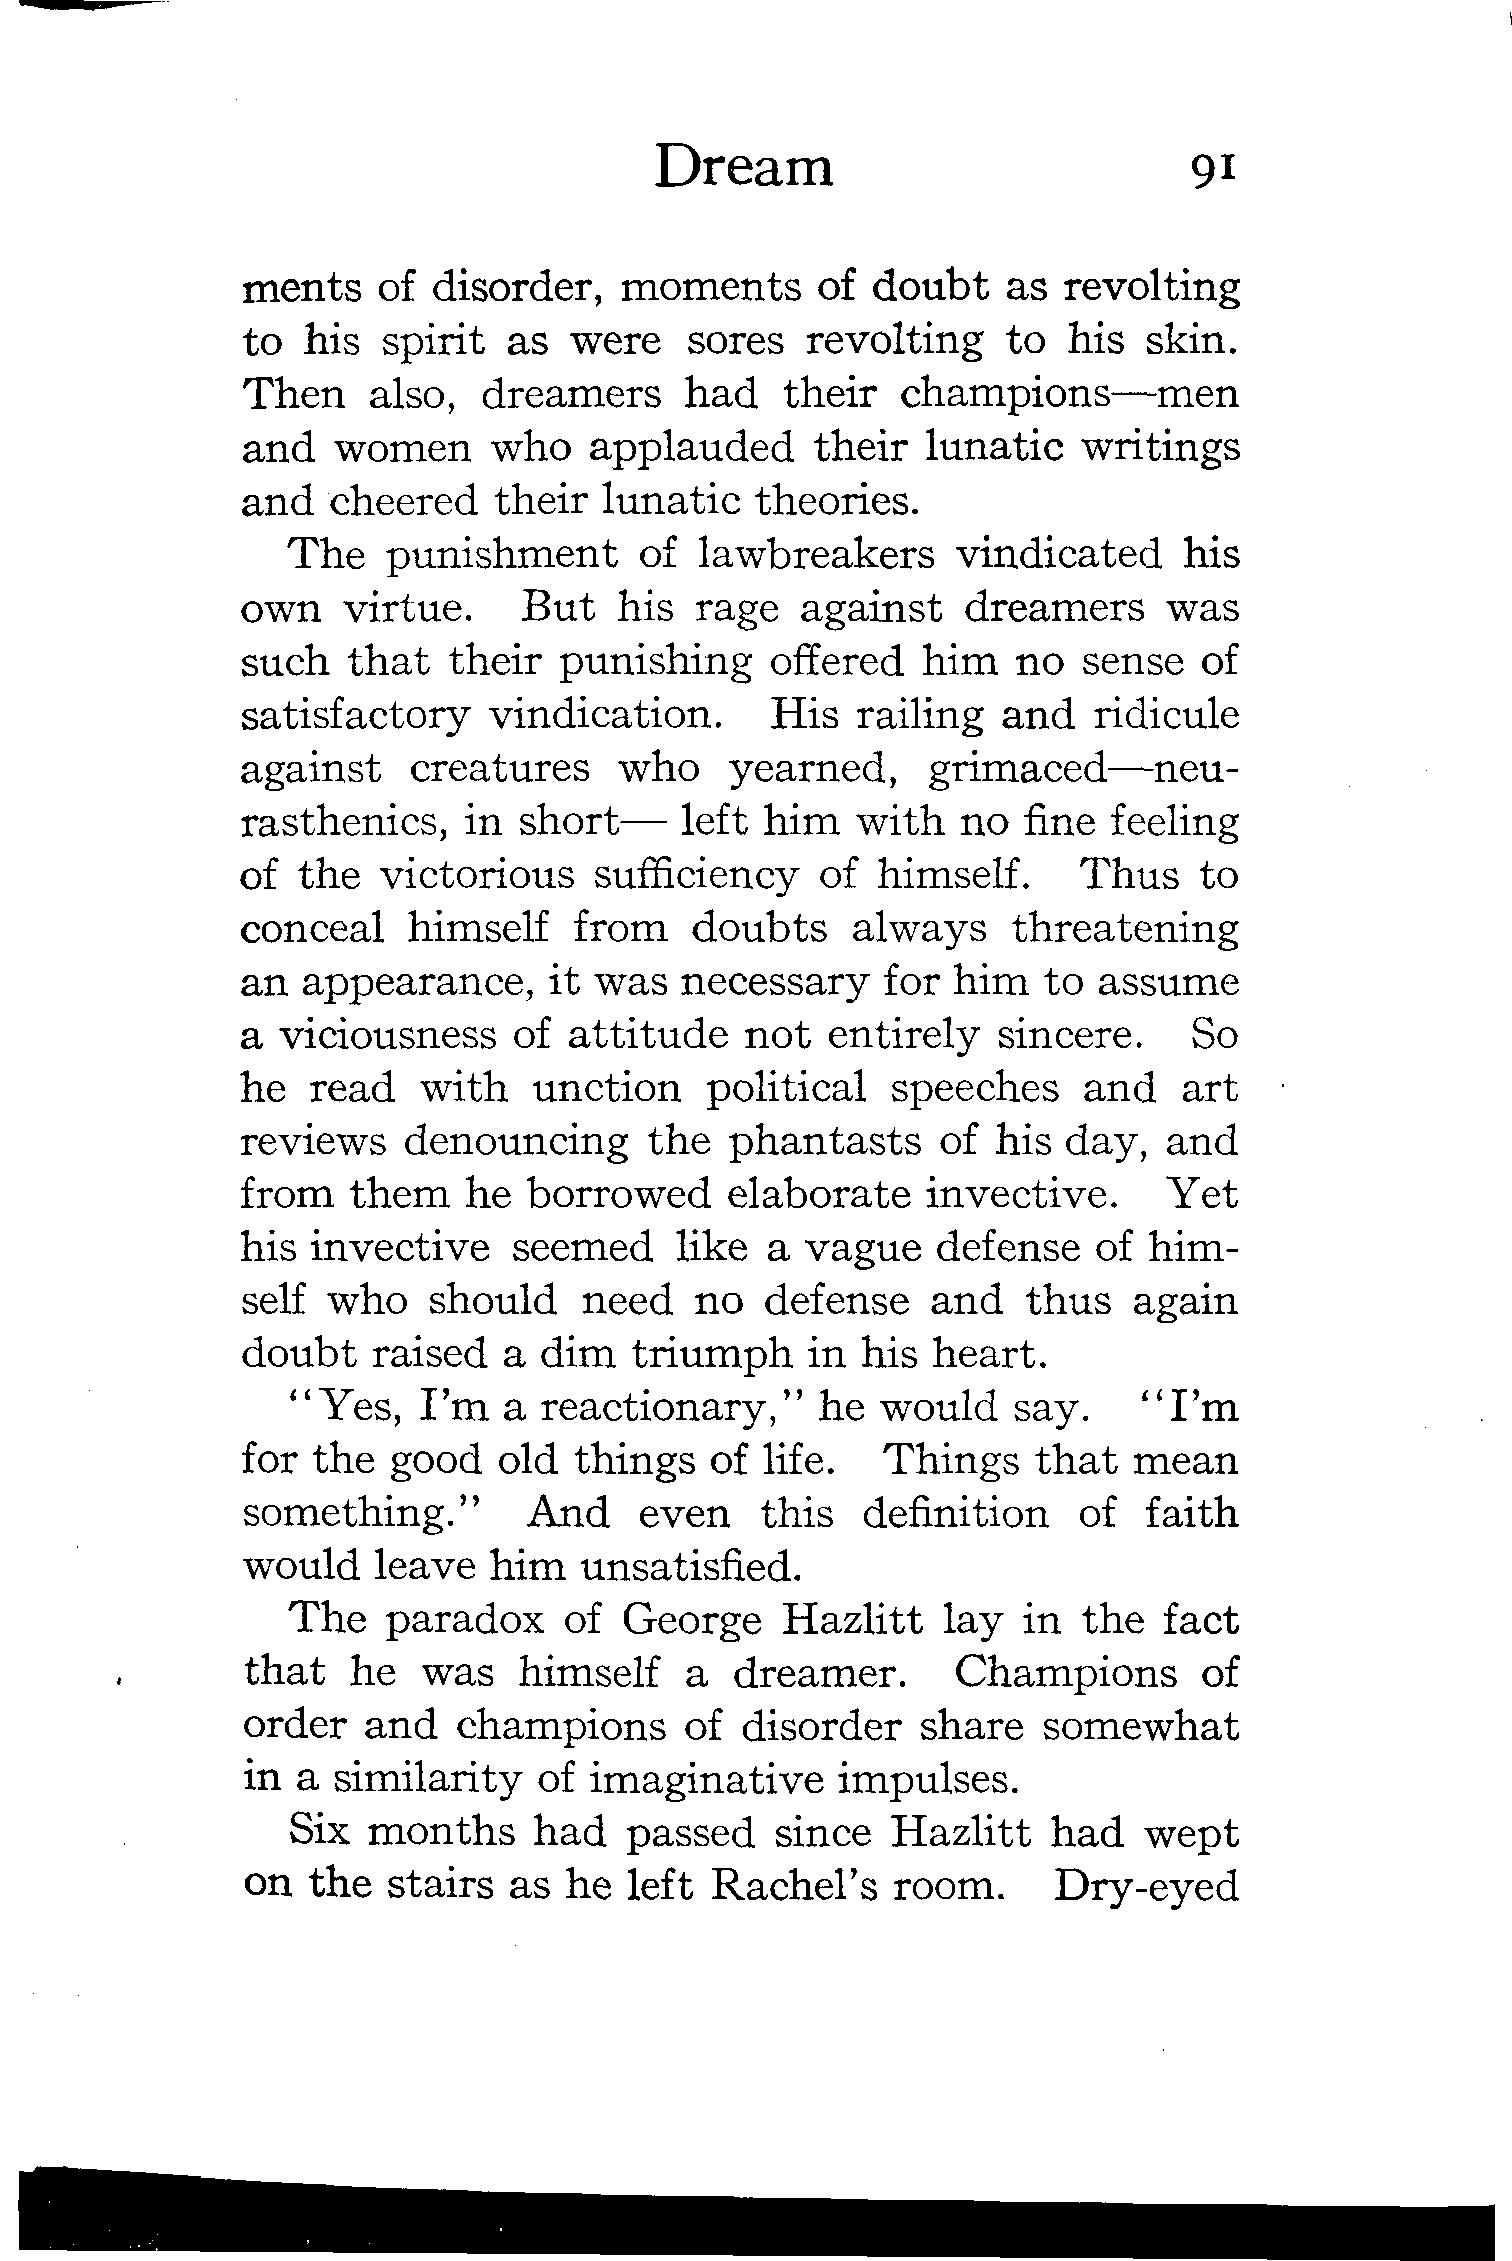 Dream 91
ments of disorder, moments of doubt as revolting
to his spirit as were sores revolting to his skin.
Then also, dreamers had their champions—men
and women who applauded their lunatic writings
and cheered their lunatic theories.
The punishment of lawbreakers vindicated his
own virtue. But his rage against dreamers was
such that their punishing offered him no sense of
satisfactory vindication. His railing and ridicule
against creatures who yearned, grimaced—neu-
rasthenics, in short— left him with no fine feeling
of the victorious sufficiency of himself. Thus to
conceal himself from doubts always threatening
an appearance, it was necessary for him to assume
a viciousness of attitude not entirely sincere. So
he read with unction political speeches and art
reviews denouncing the phantasts of his day, and
from them he borrowed elaborate invective. Yet
his invective seemed like a vague defense of him-
self who should need no defense and thus again
doubt raised a dim triumph in his heart.
"Yes, I'm a reactionary," he would say. "I'm
for the good old things of life. Things that mean
something." And even this definition of faith
would leave him unsatisfied.
The paradox of George Hazlitt lay in the fact
that he was himself a dreamer. Champions of
order and champions of disorder share somewhat
in a similarity of imaginative impulses.
Six months had passed since Hazlitt had wept
on the stairs as he left Rachel's room. Dry-eyed